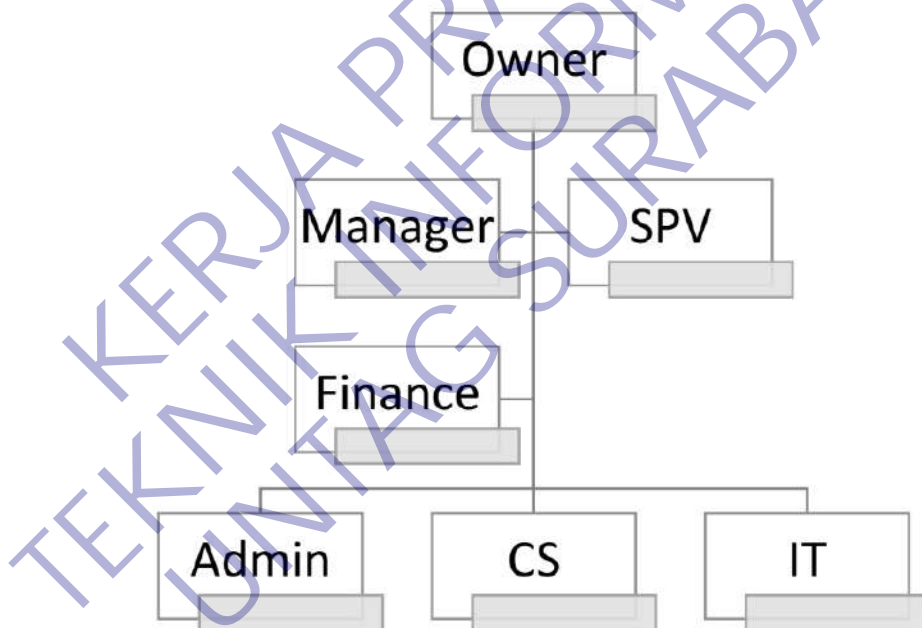 Owner
Manager
SPV
Finance
Admin
CS
IT
TEKNIK
UNTAG
KERJA